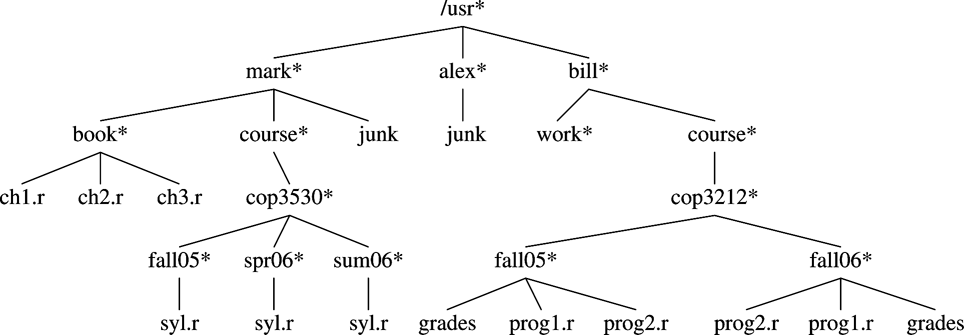 /usr*
mark* alex* bill*
book* course* junk junk work* course*
ch1.r ch2.r ch3.r cop3530* cop3212*
fall05* spr06* sum06* fall05* fall06*
syl.r syl.r syl.r grades prog1.r prog2.r prog2.r prog1.r grades